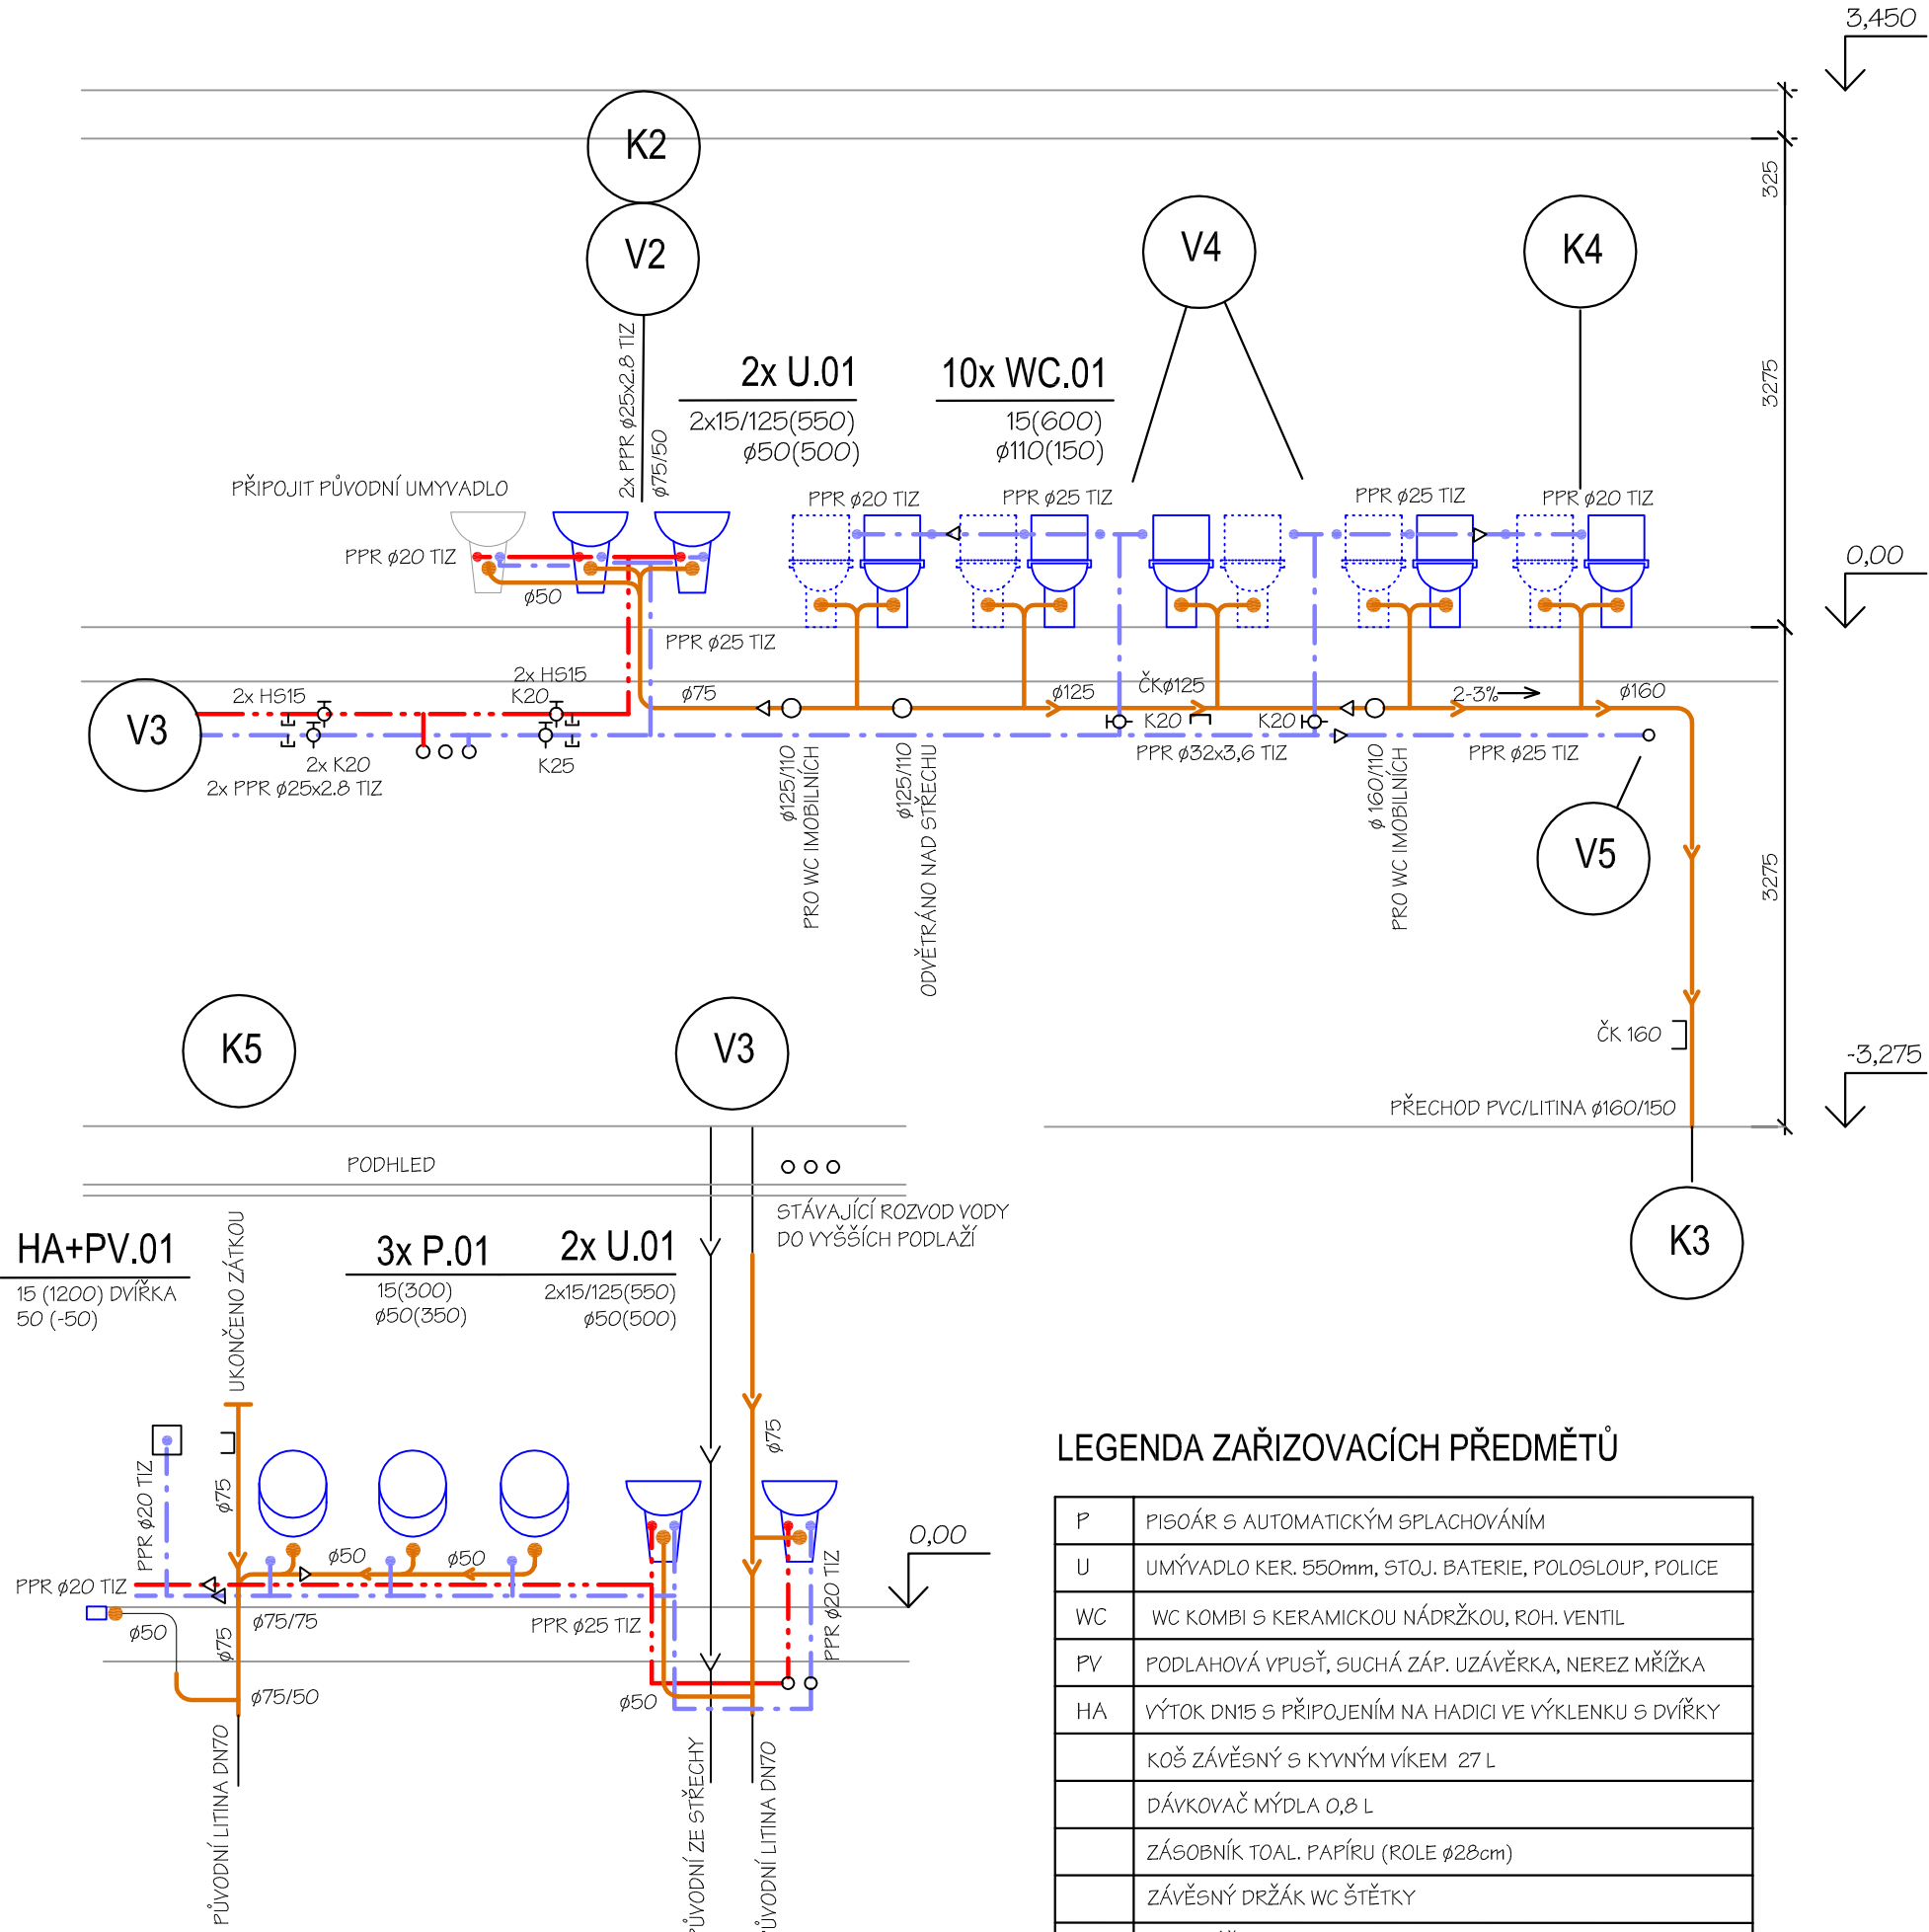 3,450
K2
325
V2
V4
K4
2x PPR ø25x2.8 TIZ
ø75/50
2x U.01
2x15/125(550)
ø50(500)
10x WC.01
15(600)
ø110(150)
3275
PŘIPOJIT PŮVODNÍ UMYVADLO
PPR ø20 TIZ
PPR ø25 TIZ
PPR ø25 TIZ
PPR ø20 TIZ
PPR ø20 TIZ
0,00
ø50
PPR ø25 TIZ
2x HS15
2x HS15
K20
ø75
ø125
ČKø125
2-3%
ø160
V3
K20
K20
2x K20
K25
2x PPR ø25x2.8 TIZ
PPR ø32x3,6 TIZ
PPR ø25 TIZ
ø125/110
PRO WC IMOBILNÍCH
ø125/110
ODVĚTRÁNO NAD STŘECHU
ø 160/110
PRO WC IMOBILNÍCH
V5
3275
K5
V3
ČK 160
-3,275
PŘECHOD PVC/LITINA ø160/150
PODHLED
STÁVAJÍCÍ ROZVOD VODY
DO VYŠŠÍCH PODLAŽÍ
K3
HA+PV.01
15 (1200) DVÍŘKA
50 (-50)
UKONČENO ZÁTKOU
3x P.01
15(300)
ø50(350)
2x U.01
2x15/125(550)
ø50(500)
ø75
PPR ø20 TIZ
ø75
ø50
ø50
0,00
PPR ø20 TIZ
PPR ø20 TIZ
ø50
ø75
ø75/75
PPR ø25 TIZ
ø75/50
ø50
PŮVODNÍ LITINA DN70
PŮVODNÍ ZE STŘECHY
PŮVODNÍ LITINA DN70
LEGENDA ZAŘIZOVACÍCH PŘEDMĚTŮ
P PISOÁR S AUTOMATICKÝM SPLACHOVÁNÍM
U UMÝVADLO KER. 550mm, STOJ. BATERIE, POLOSLOUP, POLICE
WC WC KOMBI S KERAMICKOU NÁDRŽKOU, ROH. VENTIL
PV PODLAHOVÁ VPUSŤ, SUCHÁ ZÁP. UZÁVĚRKA, NEREZ MŘÍŽKA
HA VÝTOK DN15 S PŘIPOJENÍM NA HADICI VE VÝKLENKU S DVÍŘKY
KOŠ ZÁVĚSNÝ S KYVNÝM VÍKEM 27 L
DÁVKOVAČ MÝDLA 0,8 L
ZÁSOBNÍK TOAL. PAPÍRU (ROLE ø28cm)
ZÁVĚSNÝ DRŽÁK WC ŠTĚTKY